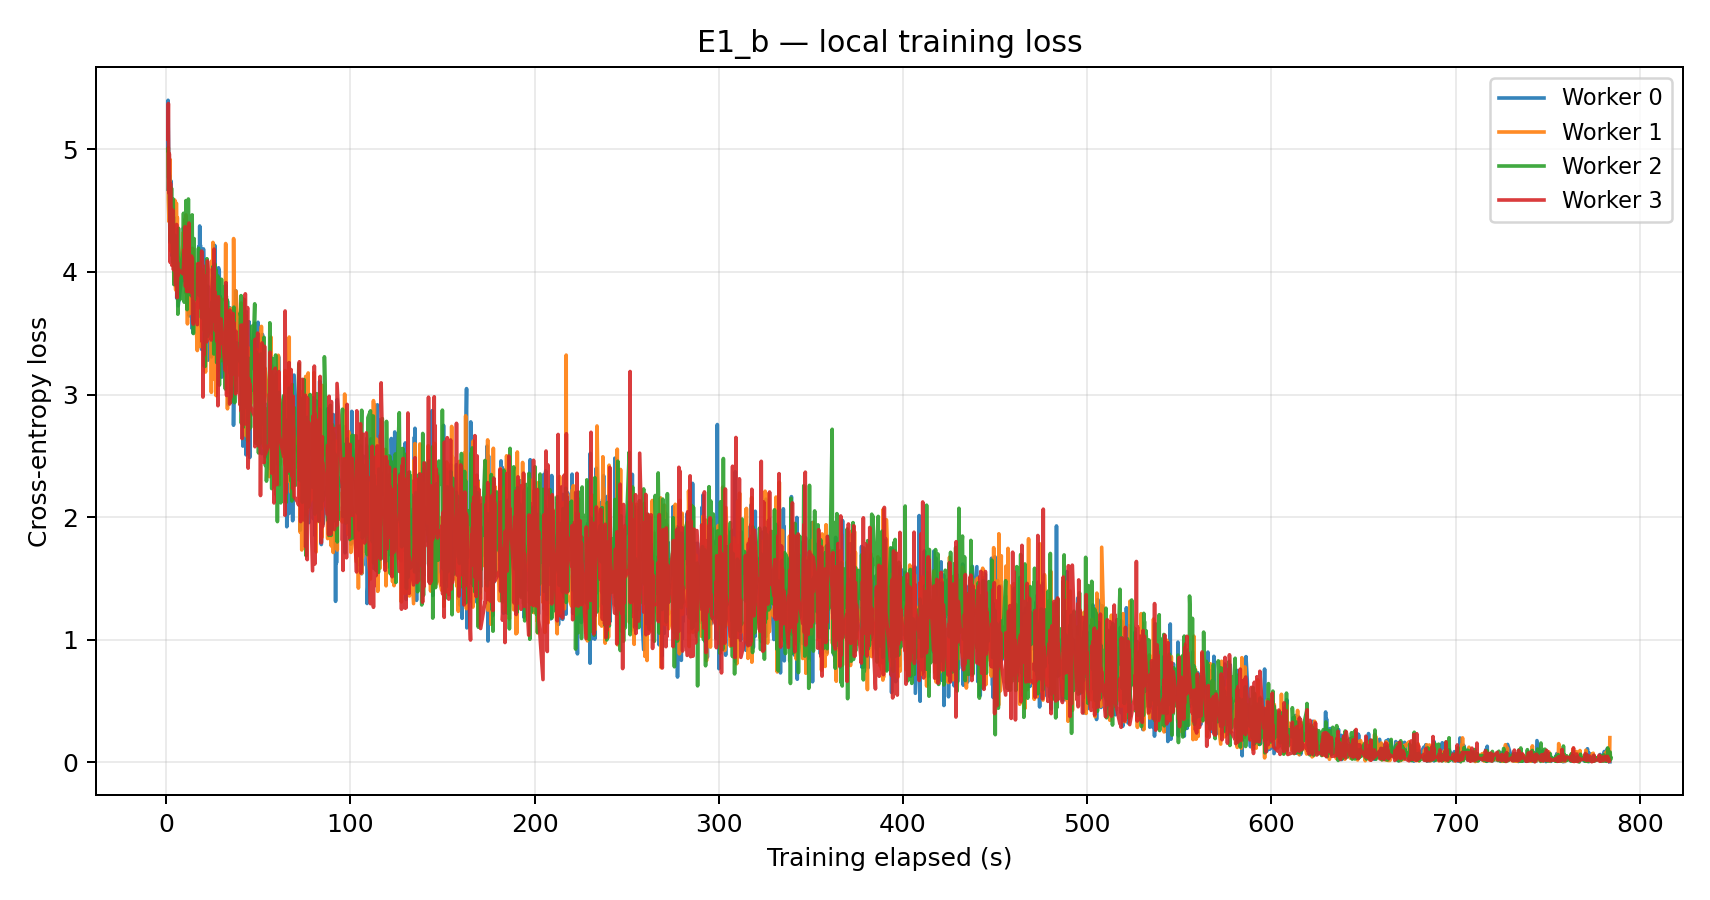 E1_b — local training loss
Cross-entropy loss
5
4
3
2
1
0
0 100 200 300 400 500 600 700 800
Training elapsed (s)
Worker 0
Worker 1
Worker 2
Worker 3